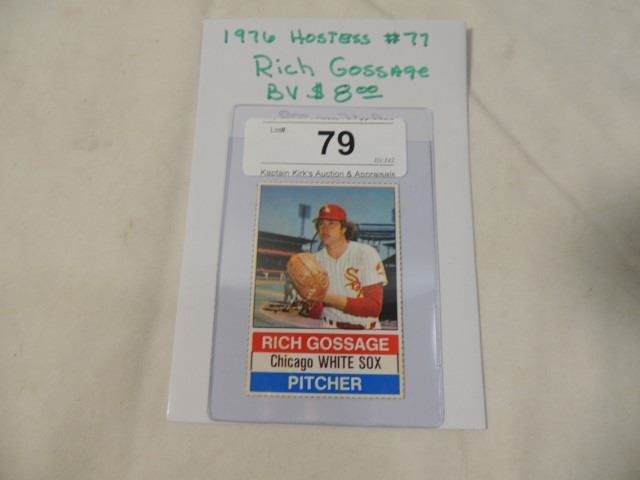 1976 HOSTESS #77
Rich GOSSAGE
BV $8.00
Lot#:
79
Kaptain Kirk's Auction & Appraisals
RICH GOSSAGE
Chicago WHITE SOX
PITCHER